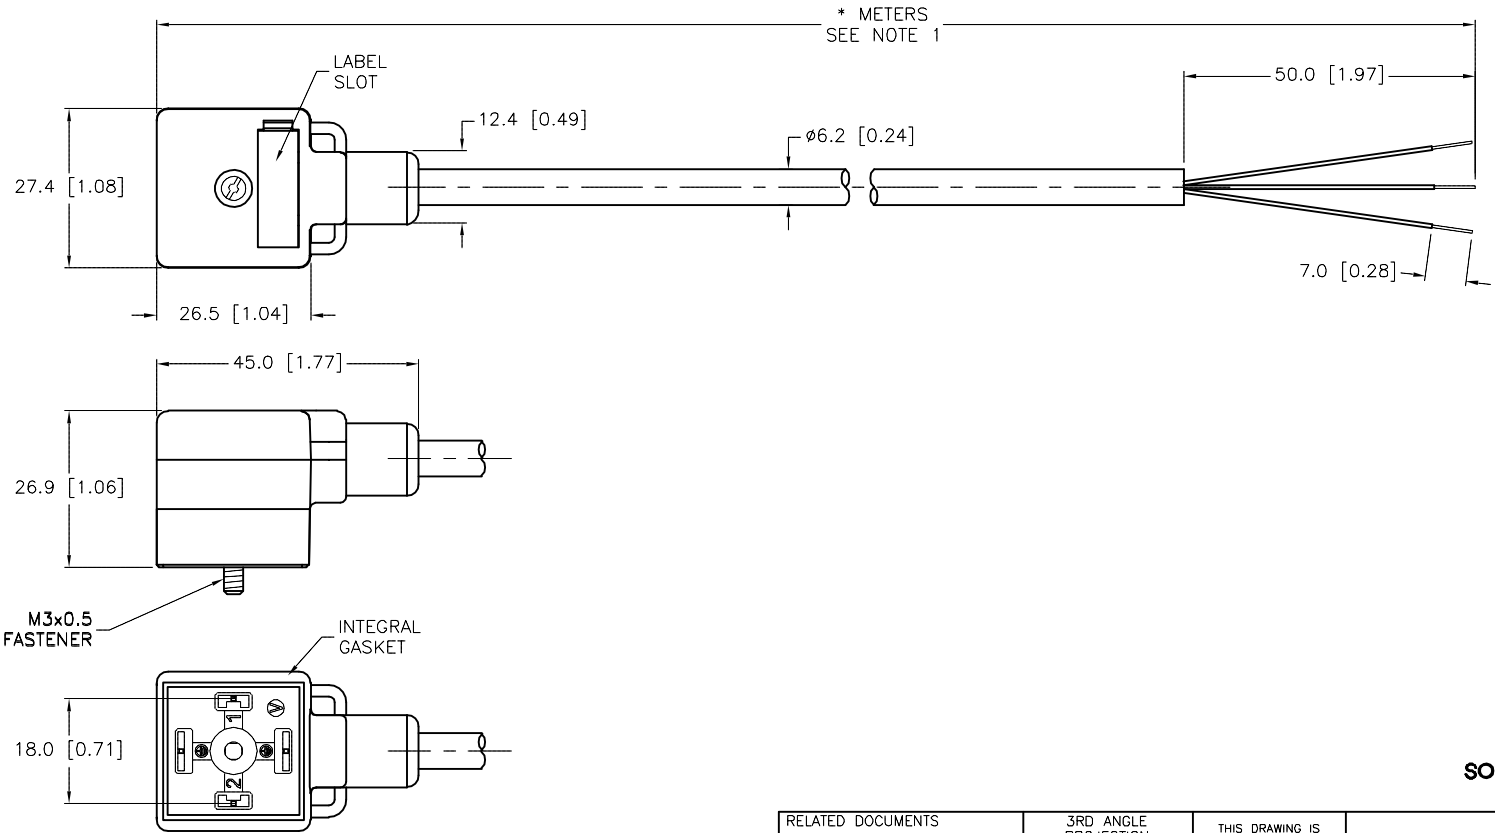 * METERS
SEE NOTE 1
LABEL
SLOT
50.0 [1.97]
12.4 [0.49]
ø6.2 [0.24]
27.4 [1.08]
7.0 [0.28]
26.5 [1.04]
45.0 [1.77]
26.9 [1.06]
M3x0.5
FASTENER
INTEGRAL
GASKET
1
18.0 [0.71]
2
SO
RELATED DOCUMENTS
3RD ANGLE
PROJECTION
THIS DRAWING IS